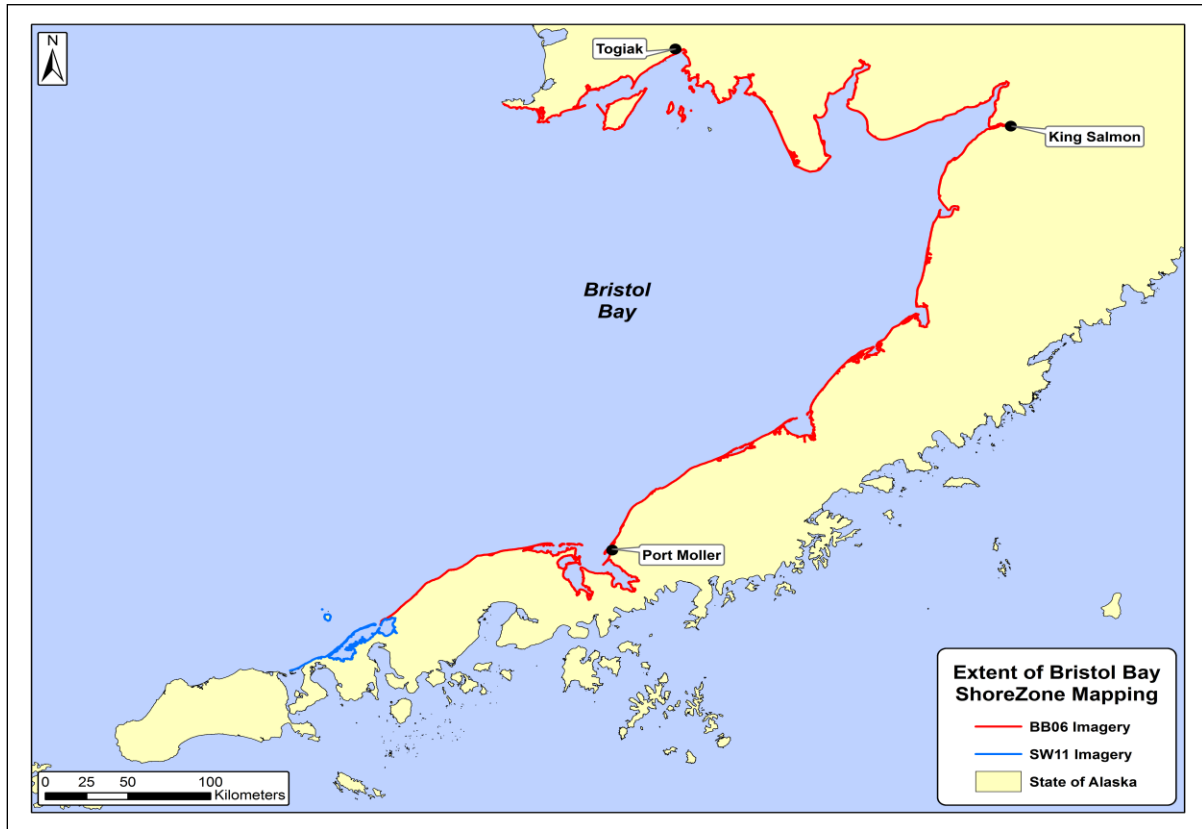 N
Togiak
King Salmon
Bristol
Bay
Port Moller
Extent of Bristol Bay
ShoreZone Mapping
BB06 Imagery
SW11 Imagery
State of Alaska
0 25 50 100
Kilometers